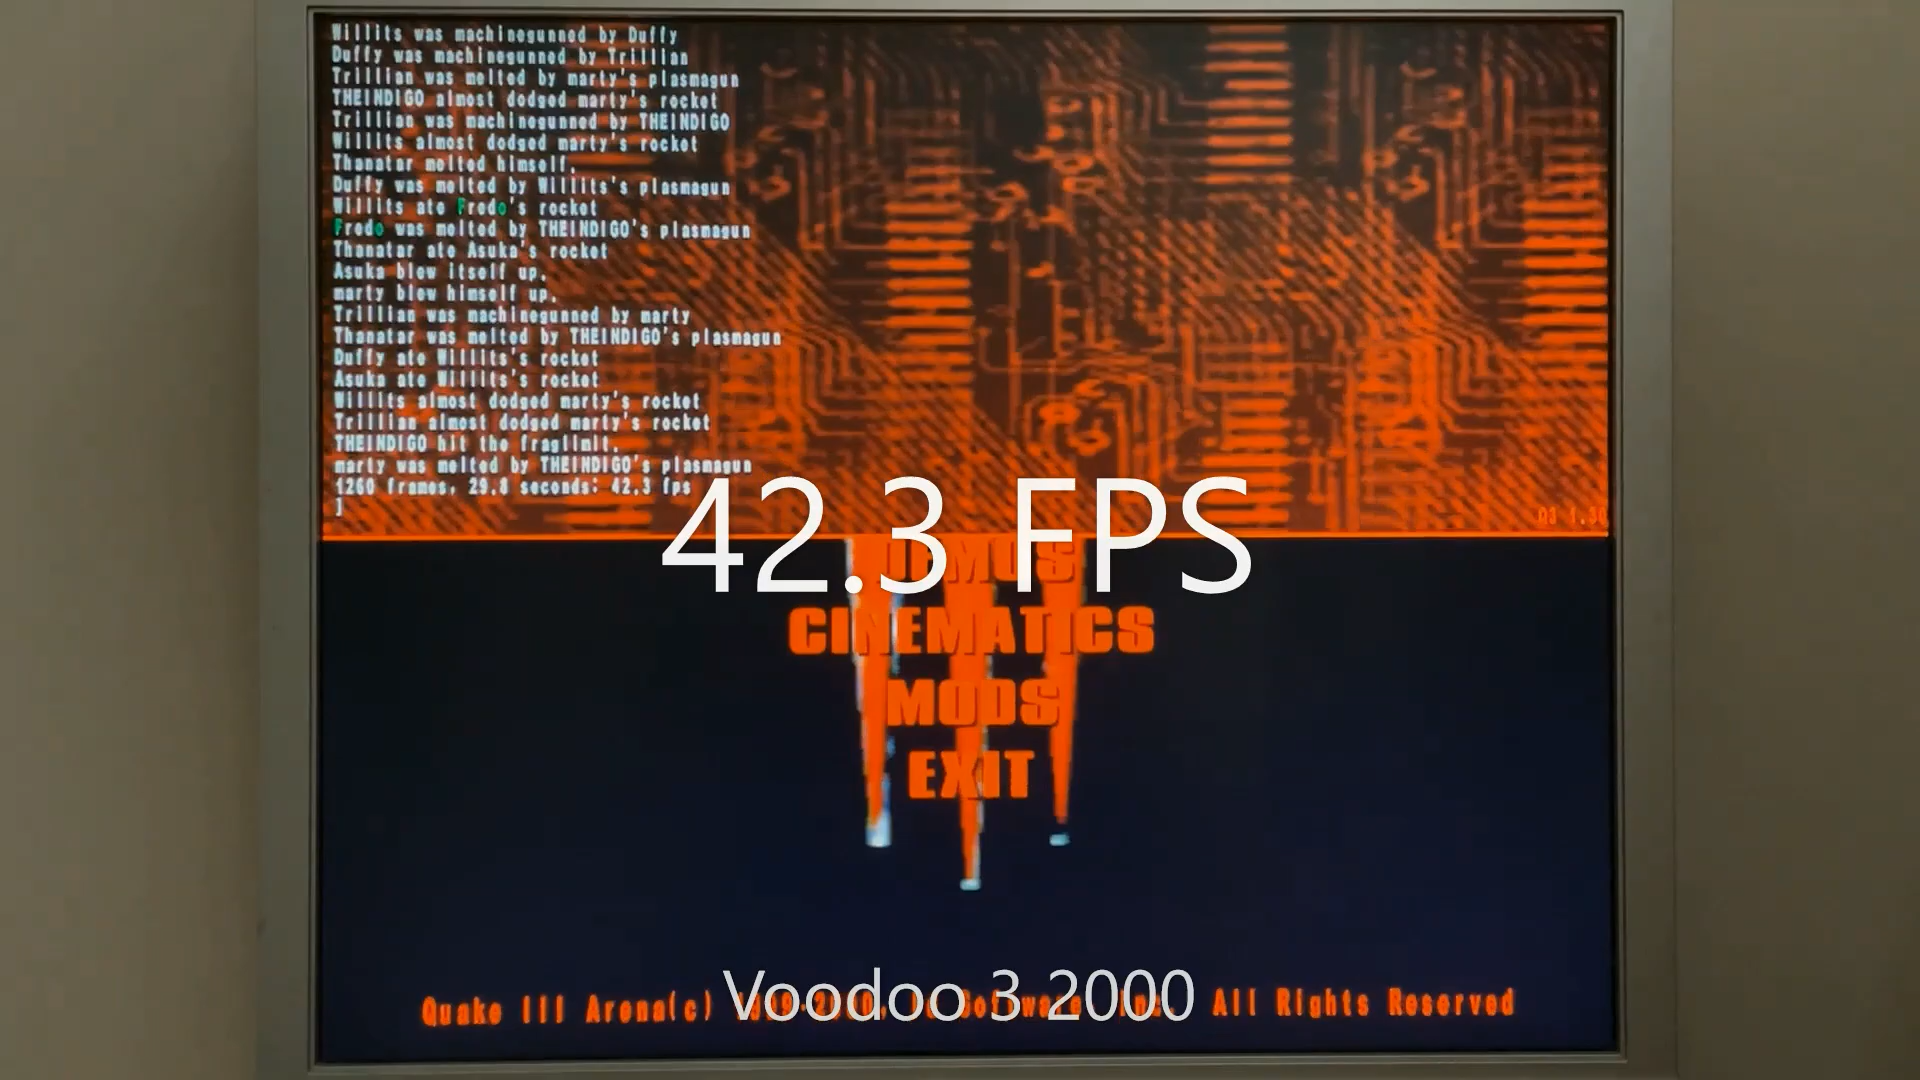 Willits was machinegunned by Duffy
Duffy was machinegunned by Trillian
Trillian was melted by marty's plasmagun
THEINDIGO almost dodged marty's rocket
Trillian was machinegunned by THEINDIGO
Willits almost dodged marty's rocket
Thanatar melted himself.
Duffy was melted by Willits's plasmagun
Willits ate Fredo's rocket
Fredo was melted by THEINDIGO's plasmagun
Thanatar ate Asuka's rocket
Asuka blew itself up.
marty blew himself up.
Trillian was machinegunned by marty
Thanatar was melted by THEINDIGO's plasmagun
Duffy ate Willits's rocket
Asuka ate Willits's rocket
Willits almost dodged marty's rocket
Trillian almost dodged marty's rocket
THEINDIGO hit the fraglimit.
marty was melted by THEINDIGO's plasmagun
1260 frames, 29.8 seconds: 42.3 fps
]
Q3 1.30
42.3 FPS
DEMOS
CINEMATICS
MODS
EXIT
Voodoo 3 2000
Quake III Arena(c) All Rights Reserved